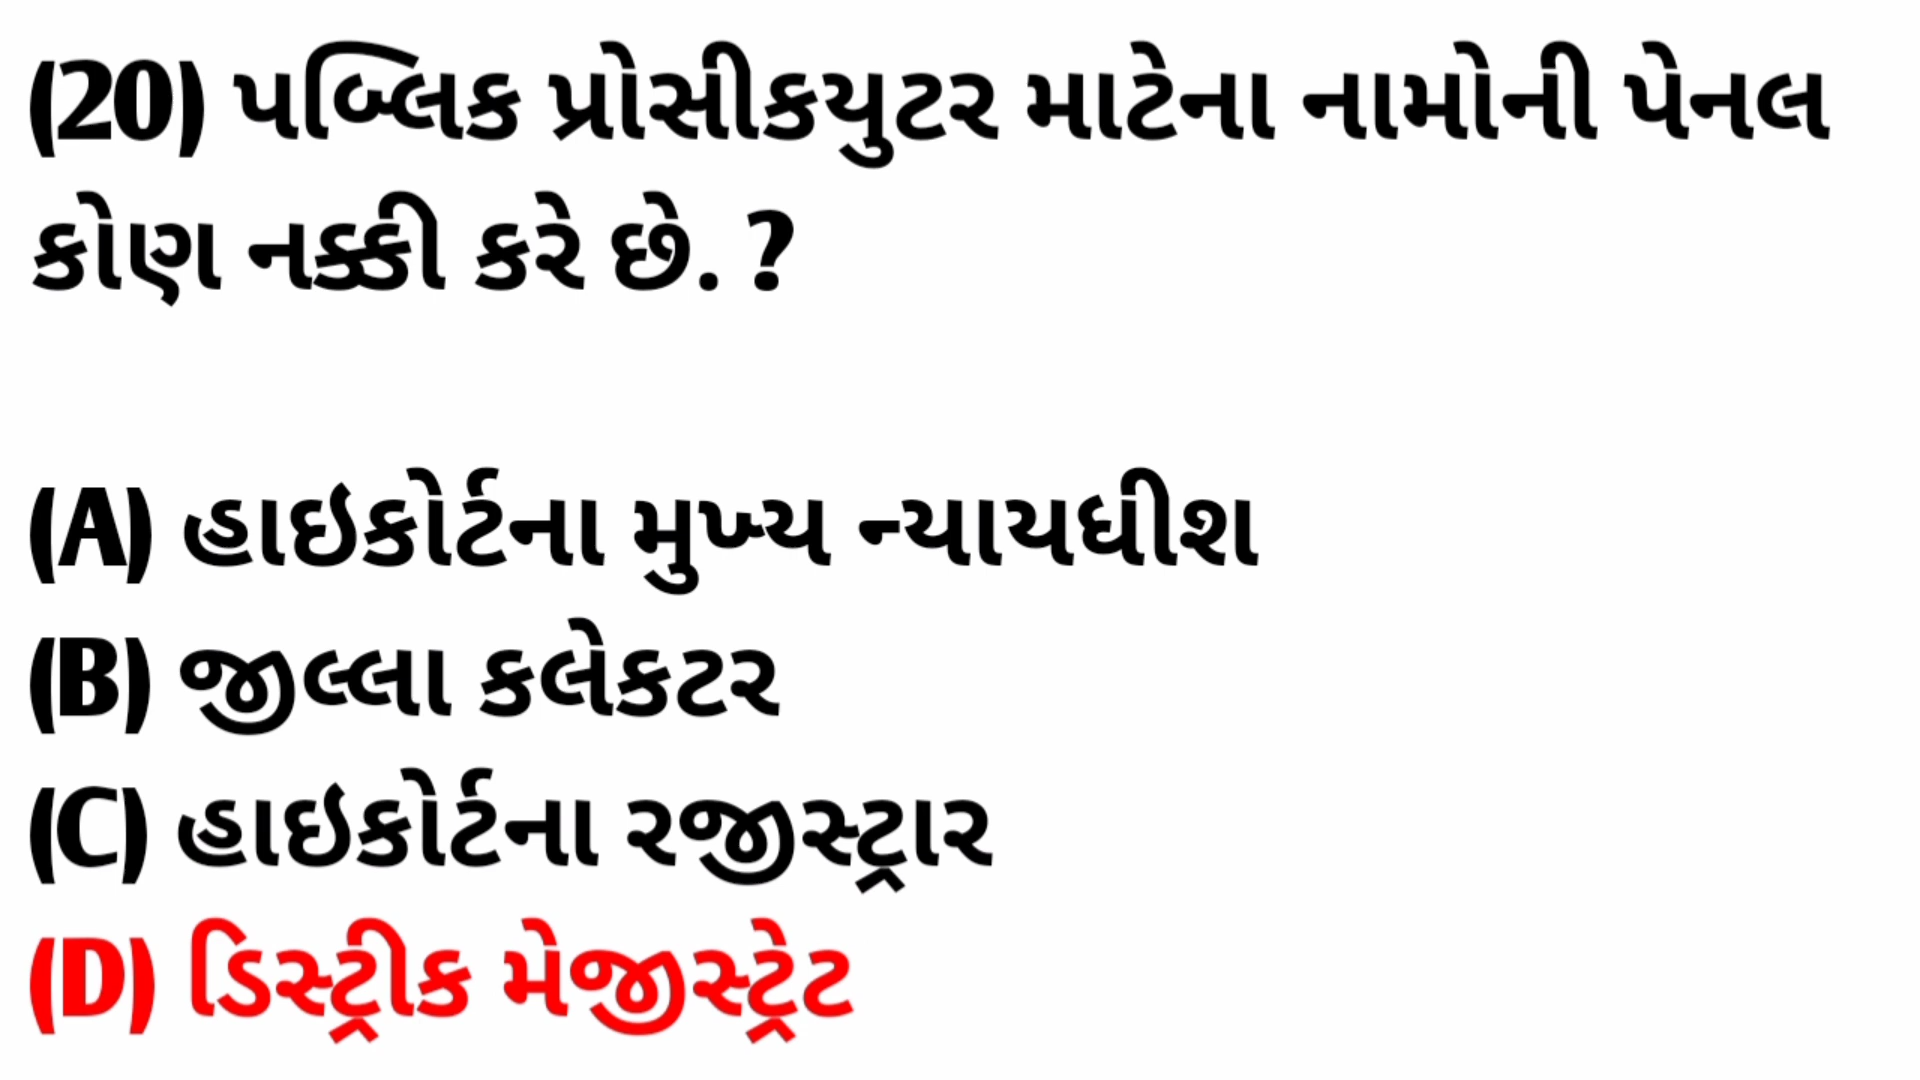 (20) પબ્લિક પ્રોસીકયુટર માટેના નામોની પેનલ
કોણ નક્કી કરે છે. ?
(A) હાઇકોર્ટના મુખ્ય ન્યાયધીશ
(B) જીલ્લા કલેકટર
(C) હાઇકોર્ટના રજીસ્ટ્રાર
(D) ડિસ્ટ્રીક મેજીસ્ટ્રેટ